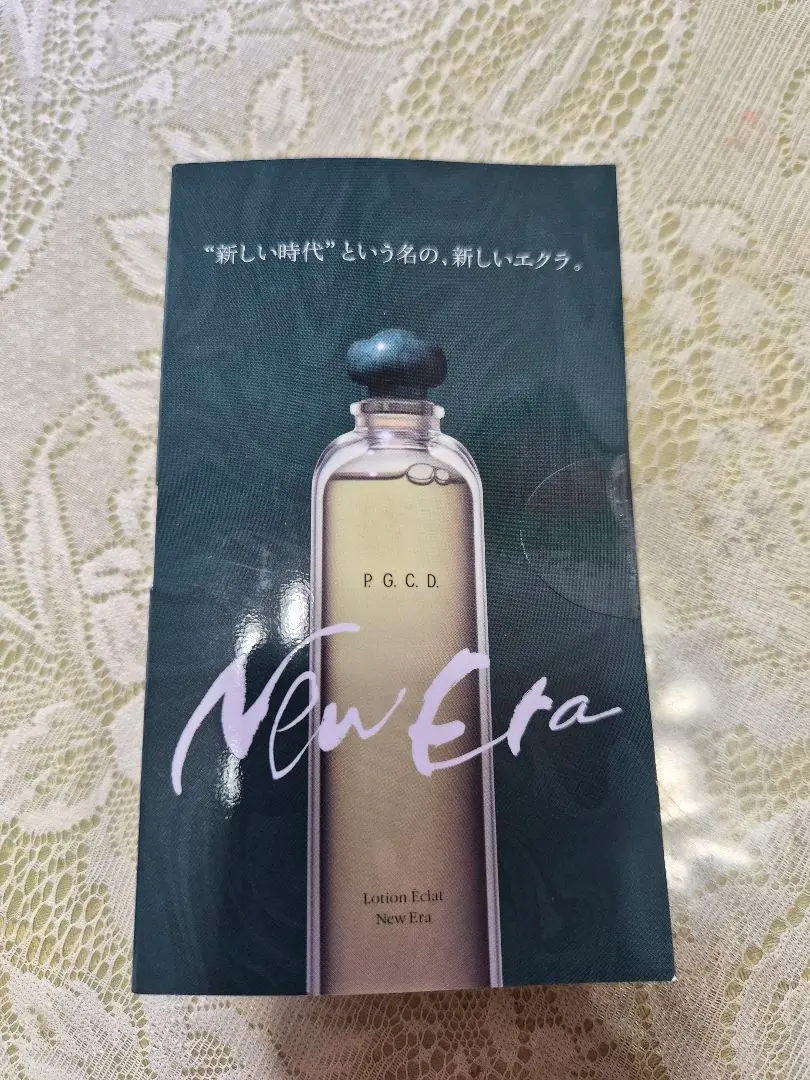 “新しい時代”という名の、新しいエクラ。
P. G. C. D.
New Era
Lotion Éclat
New Era